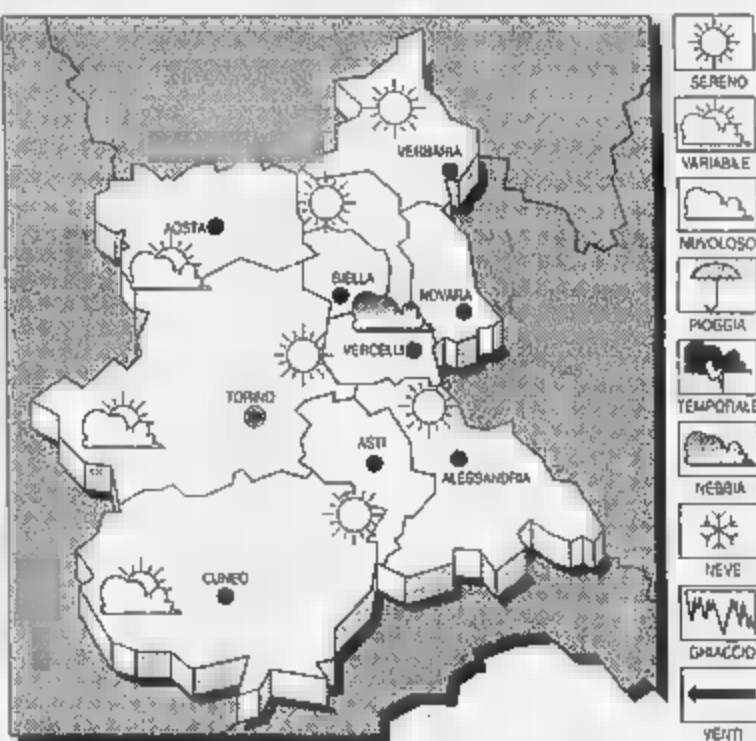 VERBANIA
AOSTA
BIELLA
NOVARA
VERCELLI
TORINO
ASTI
ALESSANDRIA
CUNEO
SERENO
VARIABILE
NUVOLOSO
PIOGGIA
TEMPORALE
NEBBIA
NEVE
GHIACCIO
VENTI